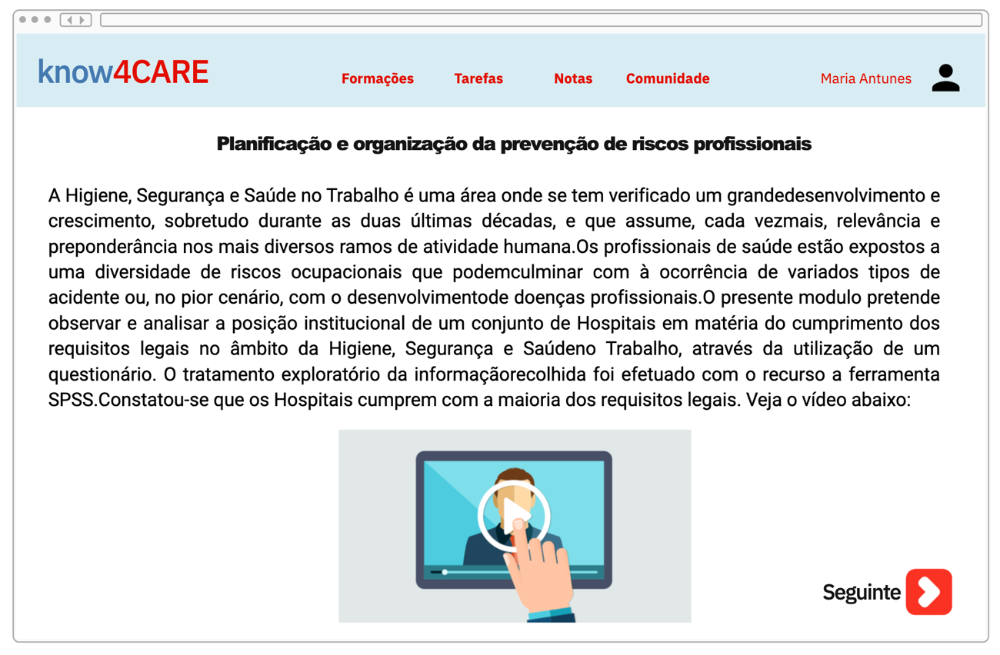 know4CARE
Formações Tarefas Notas Comunidade Maria Antunes
Planificação e organização da prevenção de riscos profissionais
A Higiene, Segurança e Saúde no Trabalho é uma área onde se tem verificado um grandedesenvolvimento e
crescimento, sobretudo durante as duas últimas décadas, e que assume, cada vezmais, relevância e
preponderância nos mais diversos ramos de atividade humana.Os profissionais de saúde estão expostos a
uma diversidade de riscos ocupacionais que podemculminar com à ocorrência de variados tipos de
acidente ou, no pior cenário, com o desenvolvimentode doenças profissionais.O presente modulo pretende
observar e analisar a posição institucional de um conjunto de Hospitais em matéria do cumprimento dos
requisitos legais no âmbito da Higiene, Segurança e Saúdeno Trabalho, através da utilização de um
questionário. O tratamento exploratório da informaçãorecolhida foi efetuado com o recurso a ferramenta
SPSS.Constatou-se que os Hospitais cumprem com a maioria dos requisitos legais. Veja o vídeo abaixo:
Seguinte